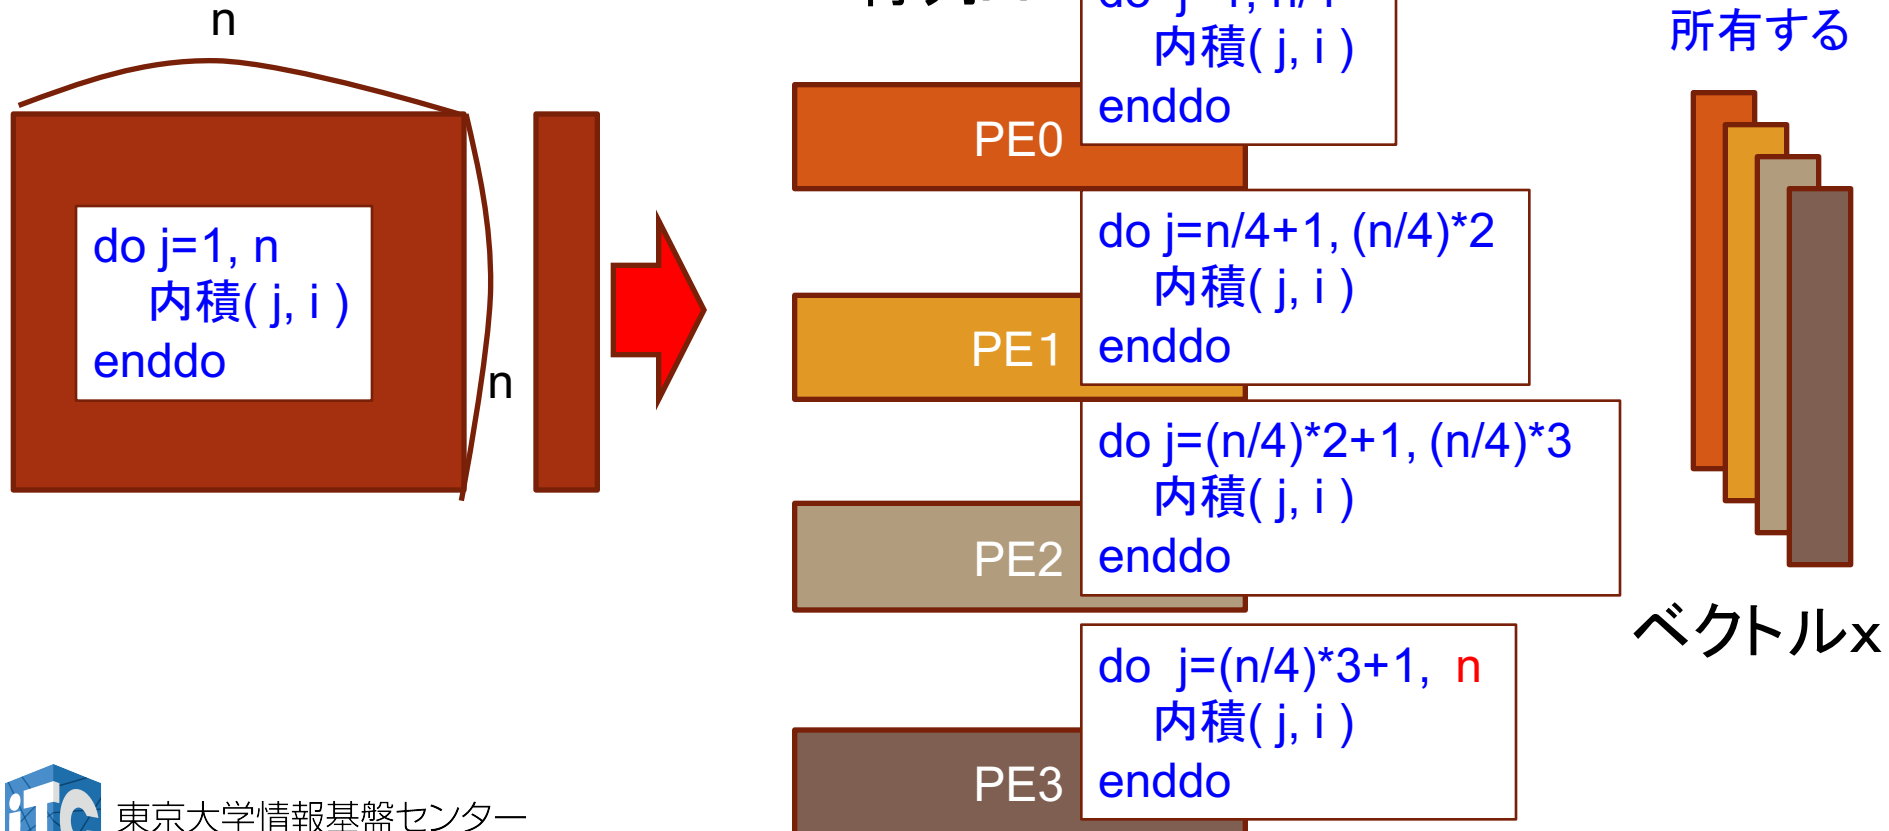 n
do j=1, n
内積( j, i )
enddo
n
内積( j, i )
enddo
PE0
do j=n/4+1, (n/4)*2
内積( j, i )
enddo
PE1
do j=(n/4)*2+1, (n/4)*3
内積( j, i )
enddo
PE2
do j=(n/4)*3+1, n
内積( j, i )
enddo
PE3
所有する
ベクトルx
iTC
東京大学情報基盤センター